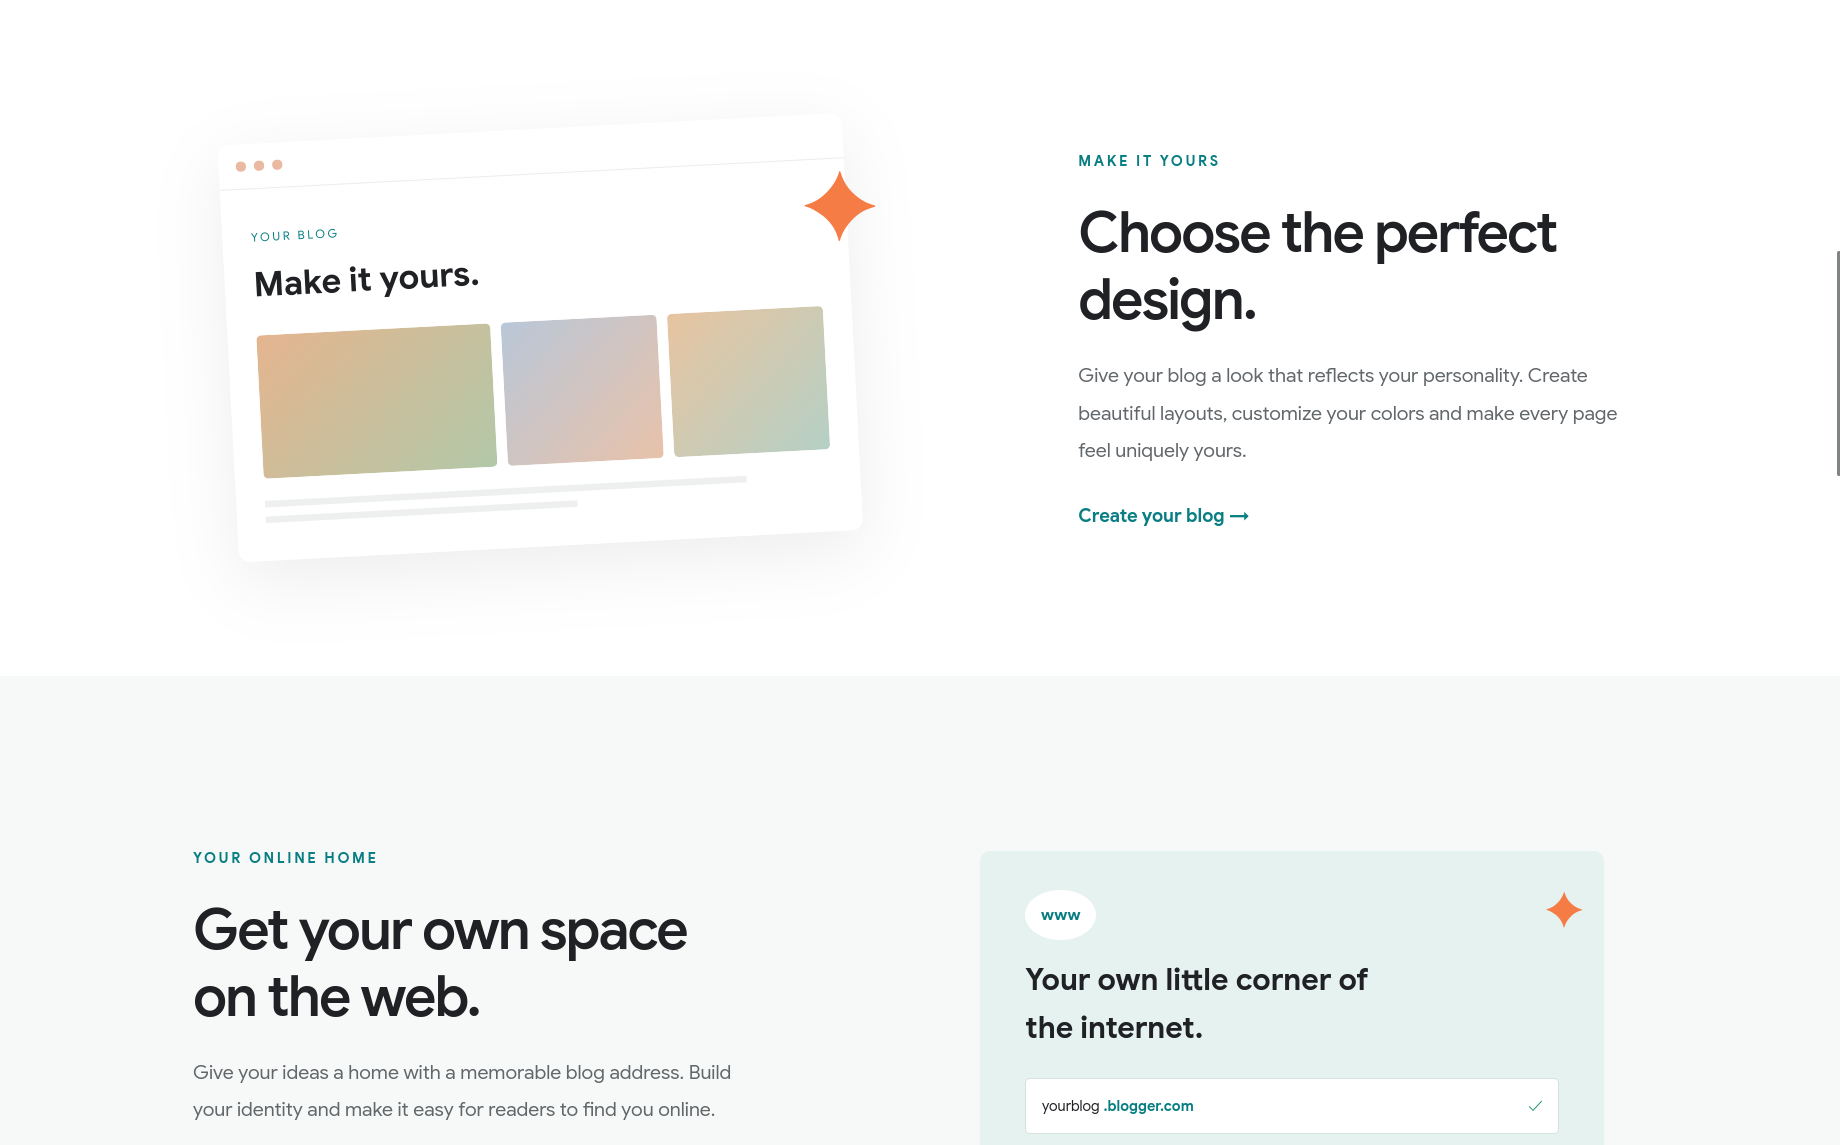 YOUR BLOG
Make it yours.
MAKE IT YOURS
Choose the perfect
design.
Give your blog a look that reflects your personality. Create
beautiful layouts, customize your colors and make every page
feel uniquely yours.
Create your blog →
YOUR ONLINE HOME
Get your own space
on the web.
Give your ideas a home with a memorable blog address. Build
your identity and make it easy for readers to find you online.
www
Your own little corner of
the internet.
yourblog .blogger.com